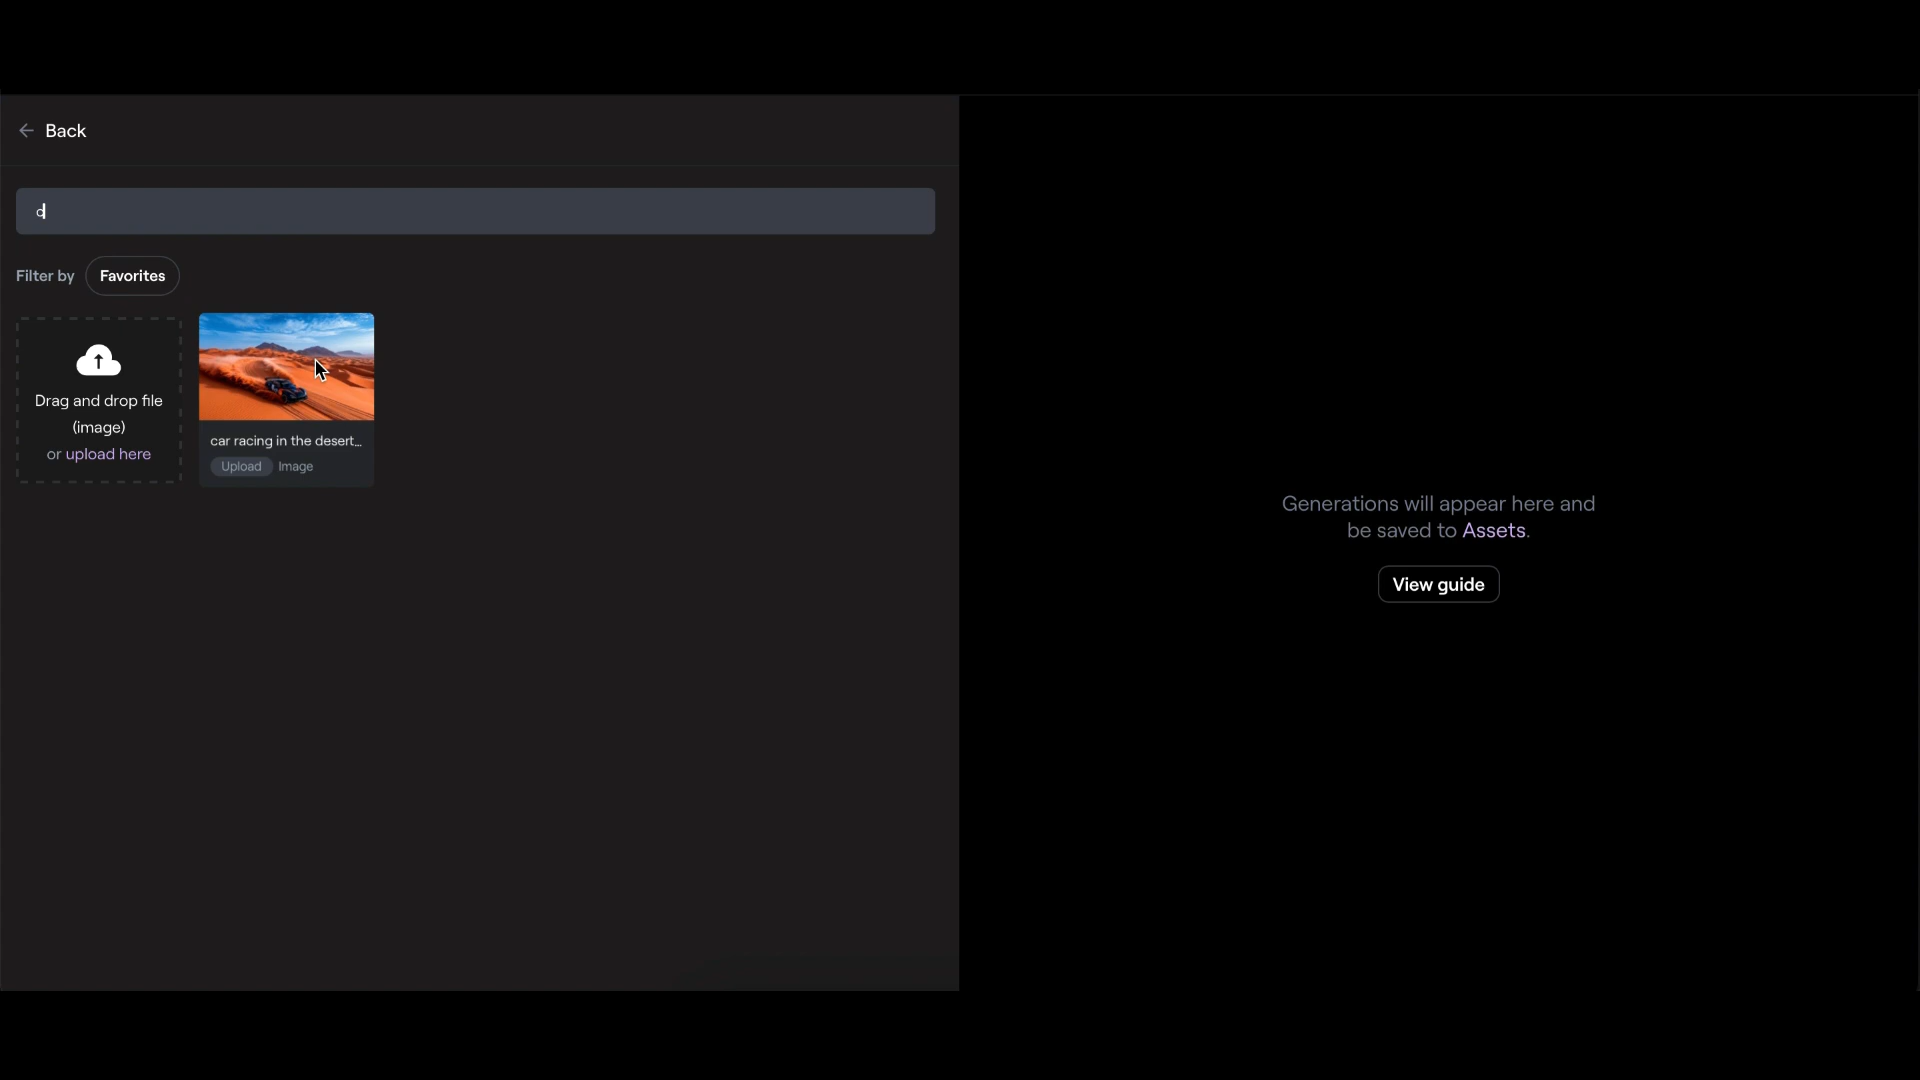 Back
c
Filter by Favorites
Drag and drop file
(image)
or upload here
car racing in the desert...
Upload Image
Generations will appear here and
be saved to Assets.
View guide